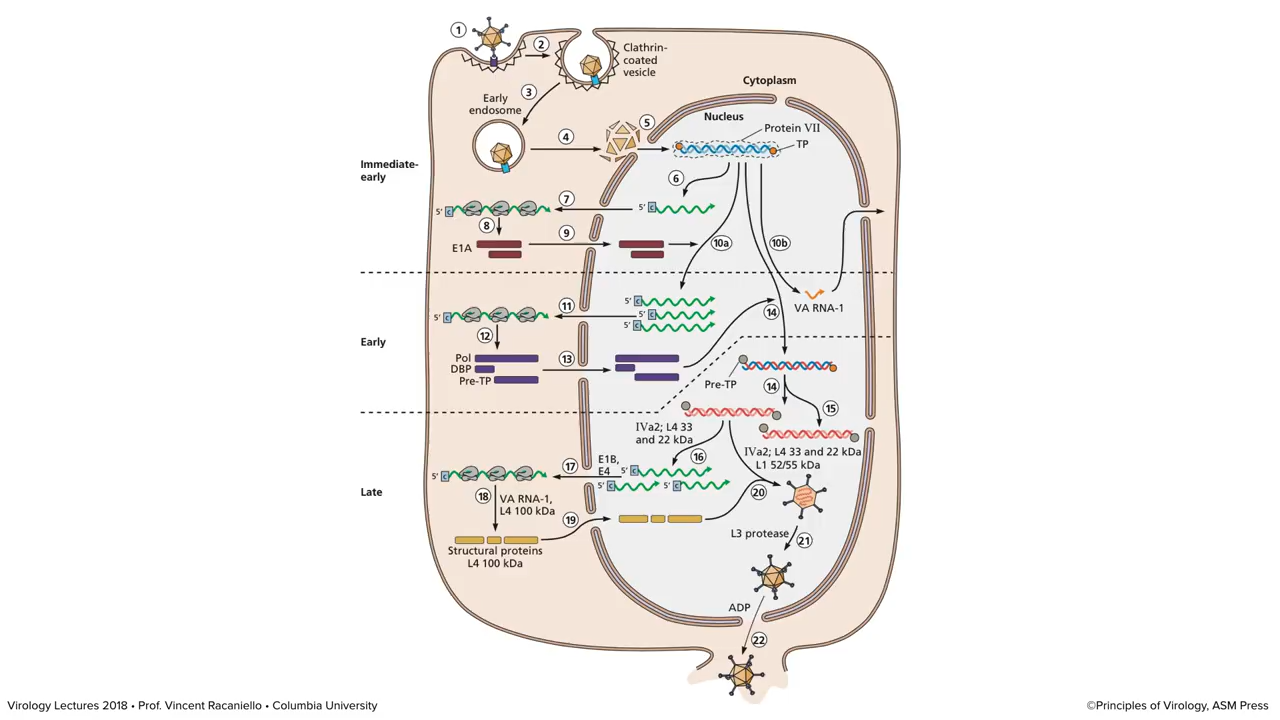 1
2
Clathrin-
coated
vesicle
Cytoplasm
3
Early
endosome
4
5
Nucleus
Protein VII
TP
Immediate-
early
6
7
5' c
5' c
8
9
E1A
10a
10b
VA RNA-1
11
5' c
5' c
5' c
5' c
12
14
Early
Pol
DBP
Pre-TP
13
Pre-TP
14
15
IVa2; L4 33
and 22 kDa
IVa2; L4 33 and 22 kDa
L1 52/55 kDa
16
17
E1B,
E4
5' c
5' c
5' c
5' c
Late
18
VA RNA-1,
L4 100 kDa
19
20
Structural proteins
L4 100 kDa
L3 protease
21
ADP
22
Virology Lectures 2018 • Prof. Vincent Racaniello • Columbia University
©Principles of Virology, ASM Press